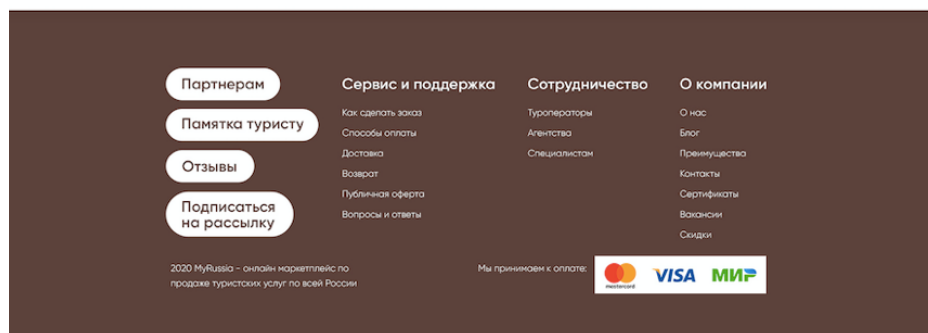 Партнерам
Памятка туристу
Отзывы
Подписаться
на рассылку
Сервис и поддержка
Как сделать заказ
Способы оплаты
Доставка
Возврат
Публичная оферта
Вопросы и ответы
Сотрудничество
Туроператоры
Агентства
Специалистам
О компании
О нас
Блог
Преимущества
Контакты
Сертификаты
Вакансии
Скидки
2020 MyRussia - онлайн маркетплейс по
продаже туристских услуг по всей России
Мы принимаем к оплате:
mastercard
VISA
МИР